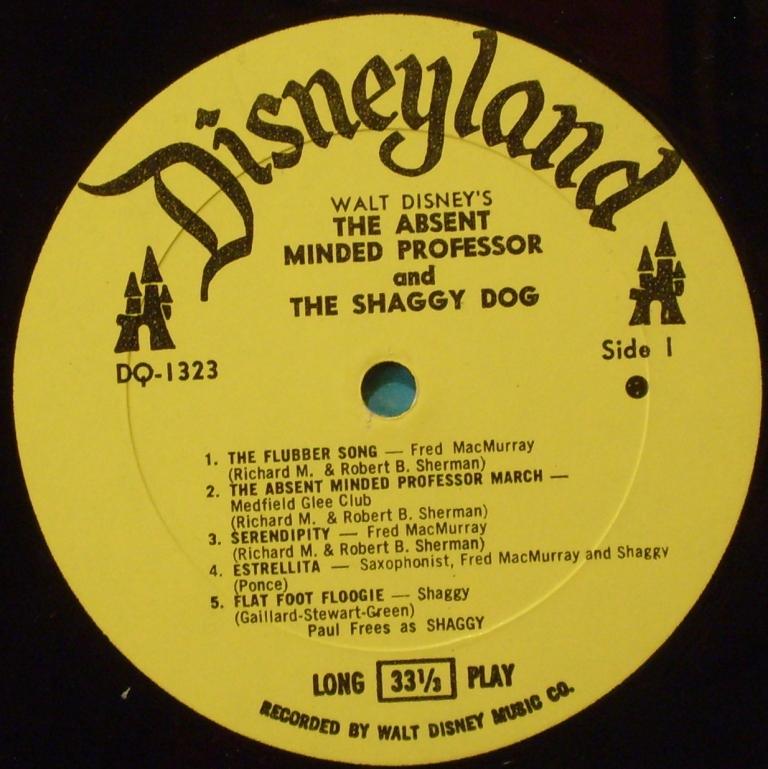 Disneyland
WALT DISNEY'S
THE ABSENT
MINDED PROFESSOR
and
THE SHAGGY DOG
DQ-1323
Side 1
1. THE FLUBBER SONG — Fred MacMurray
(Richard M. & Robert B. Sherman)
2. THE ABSENT MINDED PROFESSOR MARCH —
Medfield Glee Club
(Richard M. & Robert B. Sherman)
3. SERENDIPITY — Fred MacMurray
(Richard M. & Robert B. Sherman)
4. ESTRELLITA — Saxophonist, Fred MacMurray and Shaggy
(Ponce)
5. FLAT FOOT FLOOGIE — Shaggy
(Gaillard-Stewart-Green)
Paul Frees as SHAGGY
LONG 33⅓ PLAY
RECORDED BY WALT DISNEY MUSIC CO.